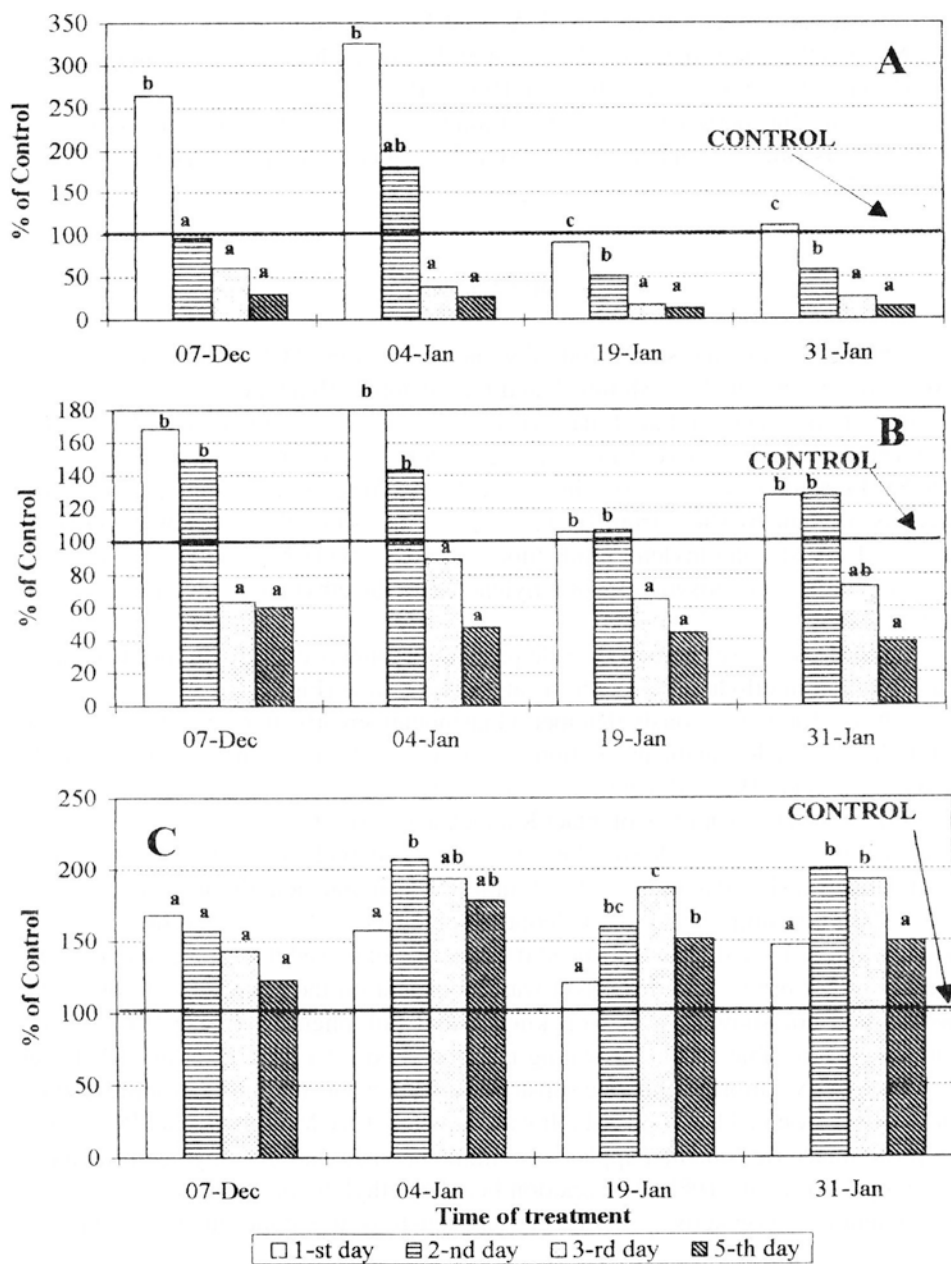 350
300
250
200
150
100
50
0
% of Control
A
CONTROL
b a a a
b ab a a
c b a a
c b a a
07-Dec 04-Jan 19-Jan 31-Jan
180
160
140
120
100
80
60
40
20
0
% of Control
B
CONTROL
b b a a
b b a a
b b a a
b b ab a
07-Dec 04-Jan 19-Jan 31-Jan
250
200
150
100
50
0
% of Control
C
CONTROL
a a a a
a b ab ab
a bc c b
a b b a
07-Dec 04-Jan 19-Jan 31-Jan
Time of treatment
1-st day 2-nd day 3-rd day 5-th day